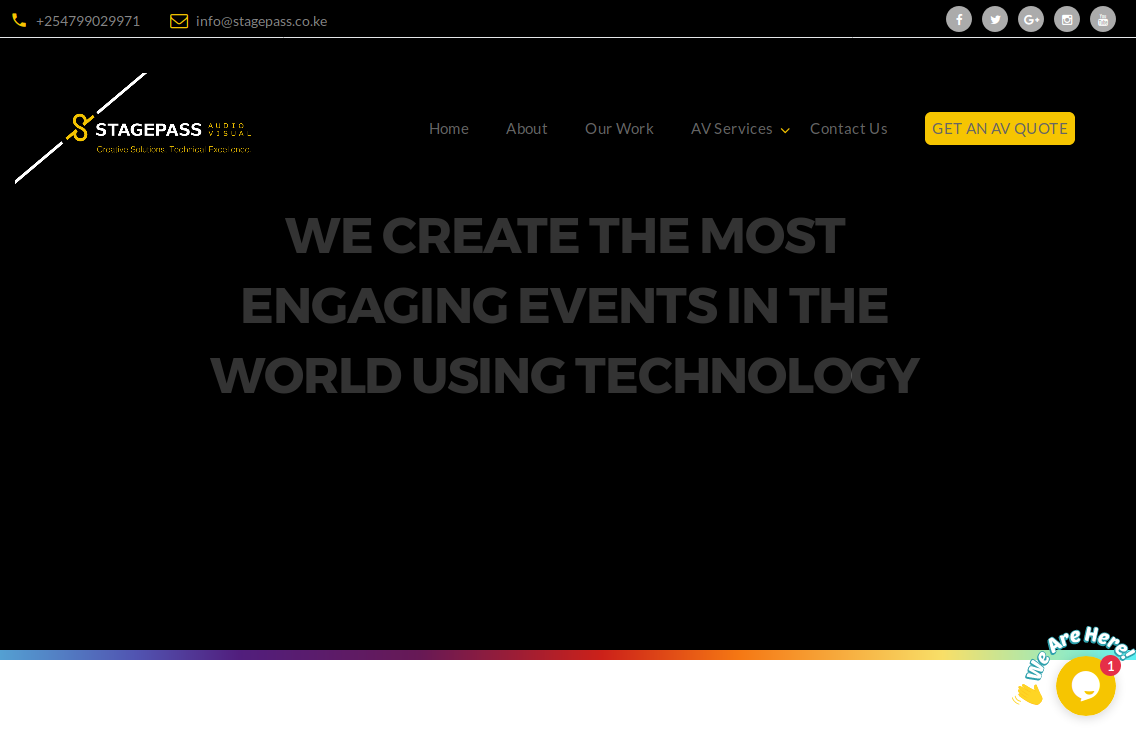 +254799029971
info@stagepass.co.ke
STAGEPASS AUDIO VISUAL
Creative Solutions. Technical Excellence.
Home
About
Our Work
AV Services
Contact Us
GET AN AV QUOTE
WE CREATE THE MOST
ENGAGING EVENTS IN THE
WORLD USING TECHNOLOGY
We Are Here!
1